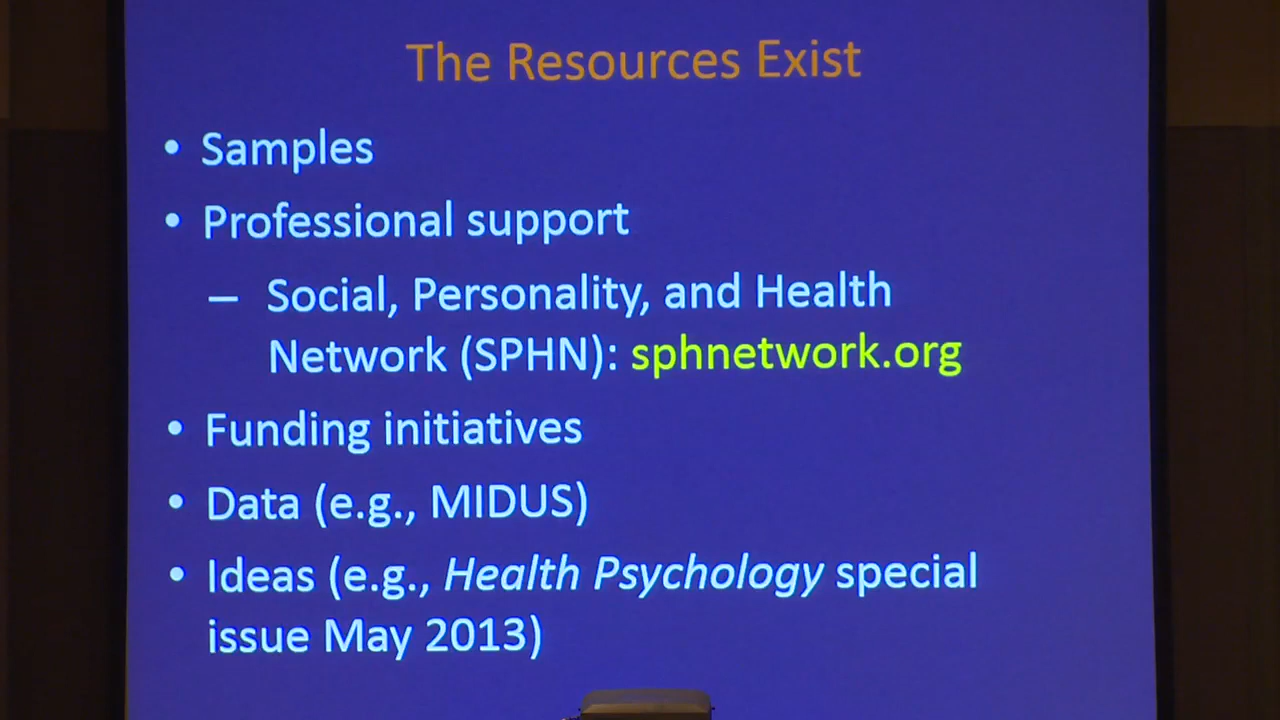 The Resources Exist
• Samples
• Professional support
– Social, Personality, and Health
Network (SPHN): sphnetwork.org
• Funding initiatives
• Data (e.g., MIDUS)
• Ideas (e.g., Health Psychology special
issue May 2013)